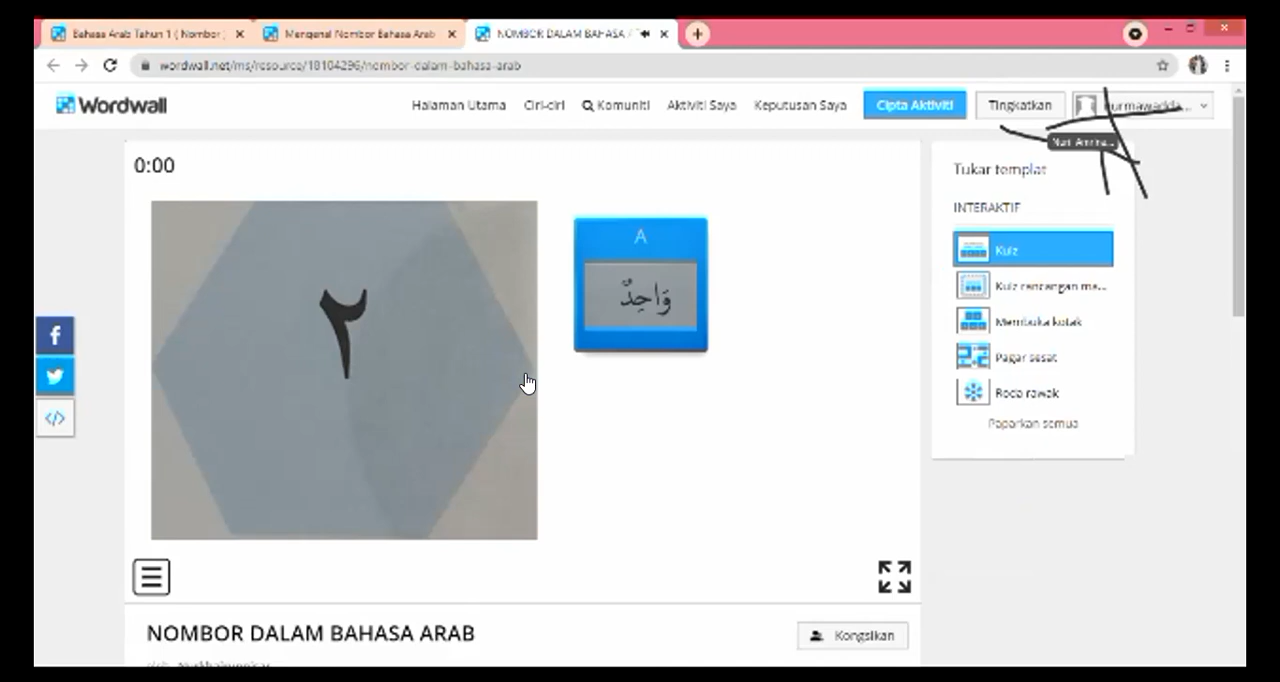 Bahasa Arab Tahun 1 ( Nombor )
Mengenal Nombor Bahasa Arab
NOMBOR DALAM BAHASA A
wordwall.net/ms/resource/18104296/nombor-dalam-bahasa-arab
Wordwall
Halaman Utama Ciri-ciri Komuniti Aktiviti Saya Keputusan Saya Cipta Aktiviti Tingkatkan nurmawadda...
0:00
٢
A
وَاحِدٌ
Tukar templat
INTERAKTIF
Kuiz
Kuiz rancangan ma...
Membuka kotak
Pagar sesat
Roda rawak
Paparkan semua
NOMBOR DALAM BAHASA ARAB
Kongsikan